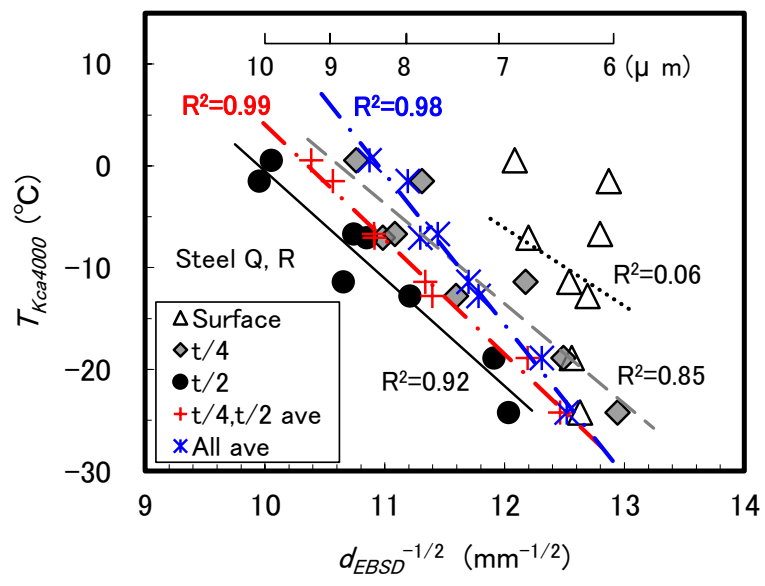 10 9 8 7 6 (μ m)
10
R²=0.99
R²=0.98
0
R²=0.06
Steel Q, R
−10
T_Kca4000 (℃)
Surface
t/4
t/2
t/4,t/2 ave
All ave
R²=0.92
R²=0.85
−20
−30
9 10 11 12 13 14
d_EBSD^−1/2 (mm^−1/2)